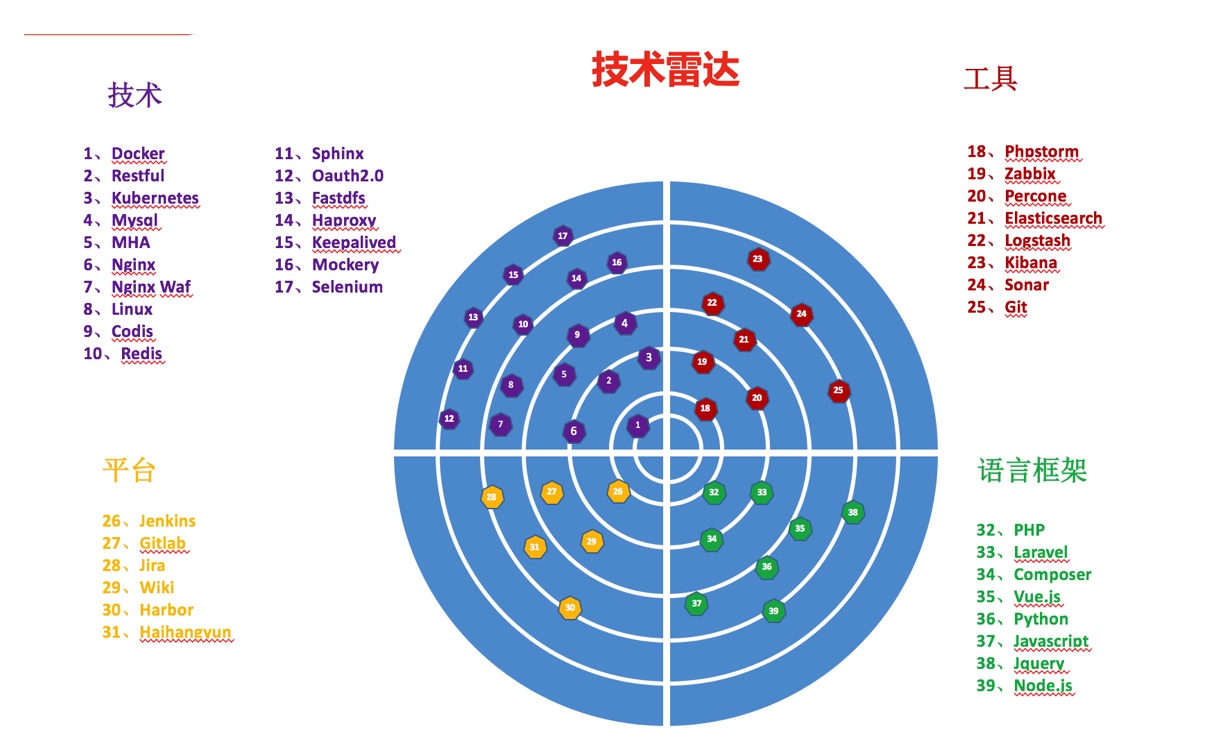 技术雷达
技术
1、Docker
2、Restful
3、Kubernetes
4、Mysql
5、MHA
6、Nginx
7、Nginx Waf
8、Linux
9、Codis
10、Redis
11、Sphinx
12、Oauth2.0
13、Fastdfs
14、Haproxy
15、Keepalived
16、Mockery
17、Selenium
工具
18、Phpstorm
19、Zabbix
20、Percone
21、Elasticsearch
22、Logstash
23、Kibana
24、Sonar
25、Git
17
16
15
14
13
10
9
4
3
11
8
5
2
12
7
6
1
23
22
24
21
19
25
20
18
平台
26、Jenkins
27、Gitlab
28、Jira
29、Wiki
30、Harbor
31、Haihangyun
28
27
26
31
29
30
32
33
38
35
34
36
37
39
语言框架
32、PHP
33、Laravel
34、Composer
35、Vue.js
36、Python
37、Javascript
38、Jquery
39、Node.js